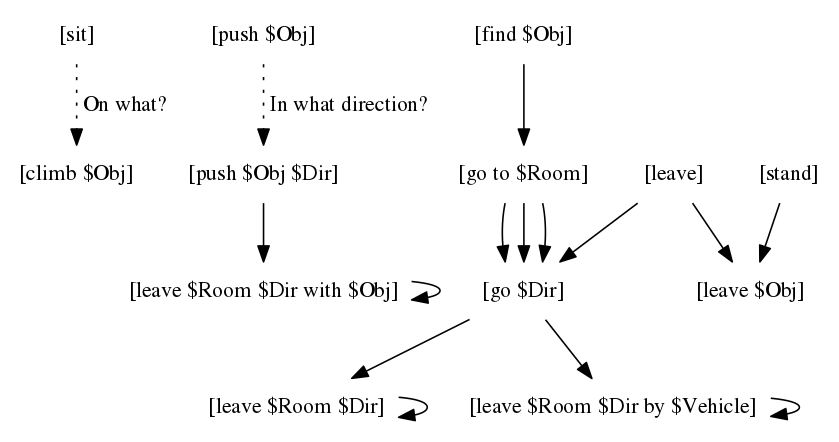 [sit] [push $Obj] [find $Obj]
On what? In what direction?
[climb $Obj] [push $Obj $Dir] [go to $Room] [leave] [stand]
[leave $Room $Dir with $Obj] [go $Dir] [leave $Obj]
[leave $Room $Dir] [leave $Room $Dir by $Vehicle]